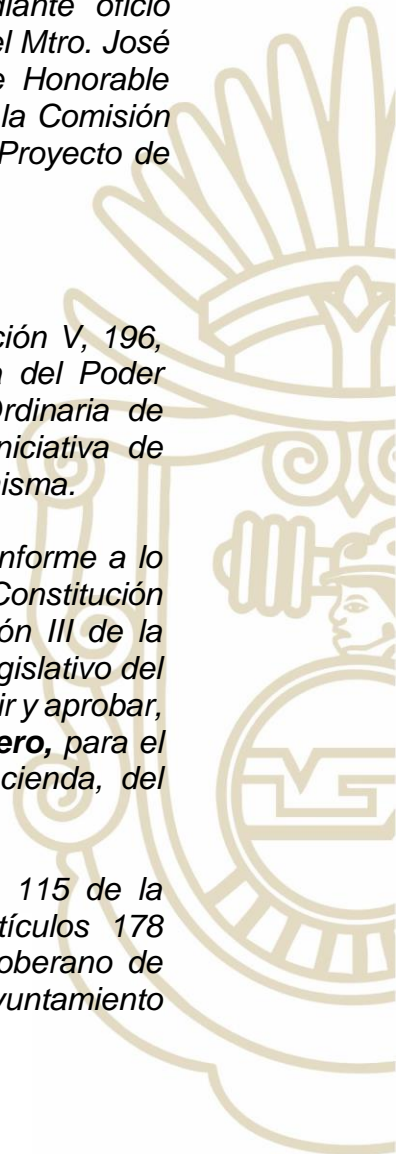 diante oficio
el Mtro. José
e Honorable
la Comisión
Proyecto de
ción V, 196,
del Poder
Ordinaria de
niciativa de
nisma.
nforme a lo
Constitución
ón III de la
gislativo del
ir y aprobar,
ero, para el
cienda, del
115 de la
tículos 178
oberano de
yuntamiento